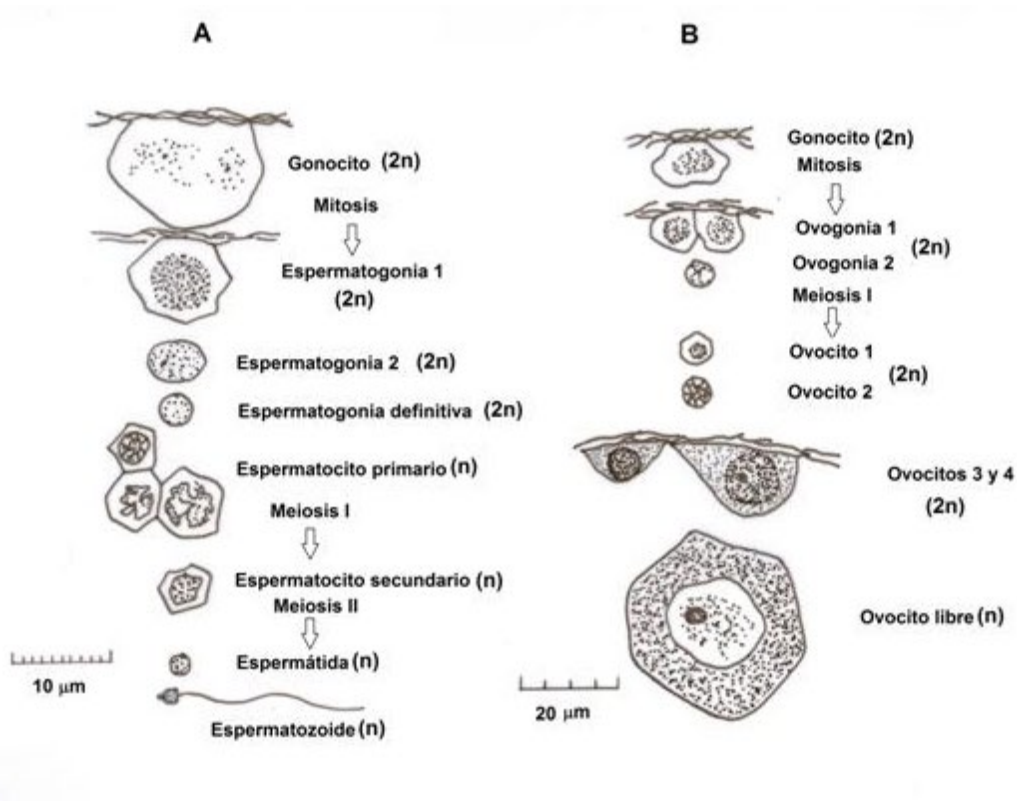 A
Gonocito (2n)
Mitosis
Espermatogonia 1
(2n)
Espermatogonia 2 (2n)
Espermatogonia definitiva (2n)
Espermatocito primario (n)
Meiosis I
Espermatocito secundario (n)
Meiosis II
Espermátida (n)
Espermatozoide (n)
10 µm
B
Gonocito (2n)
Mitosis
Ovogonia 1
(2n)
Ovogonia 2
Meiosis I
Ovocito 1
(2n)
Ovocito 2
Ovocitos 3 y 4
(2n)
Ovocito libre (n)
20 µm